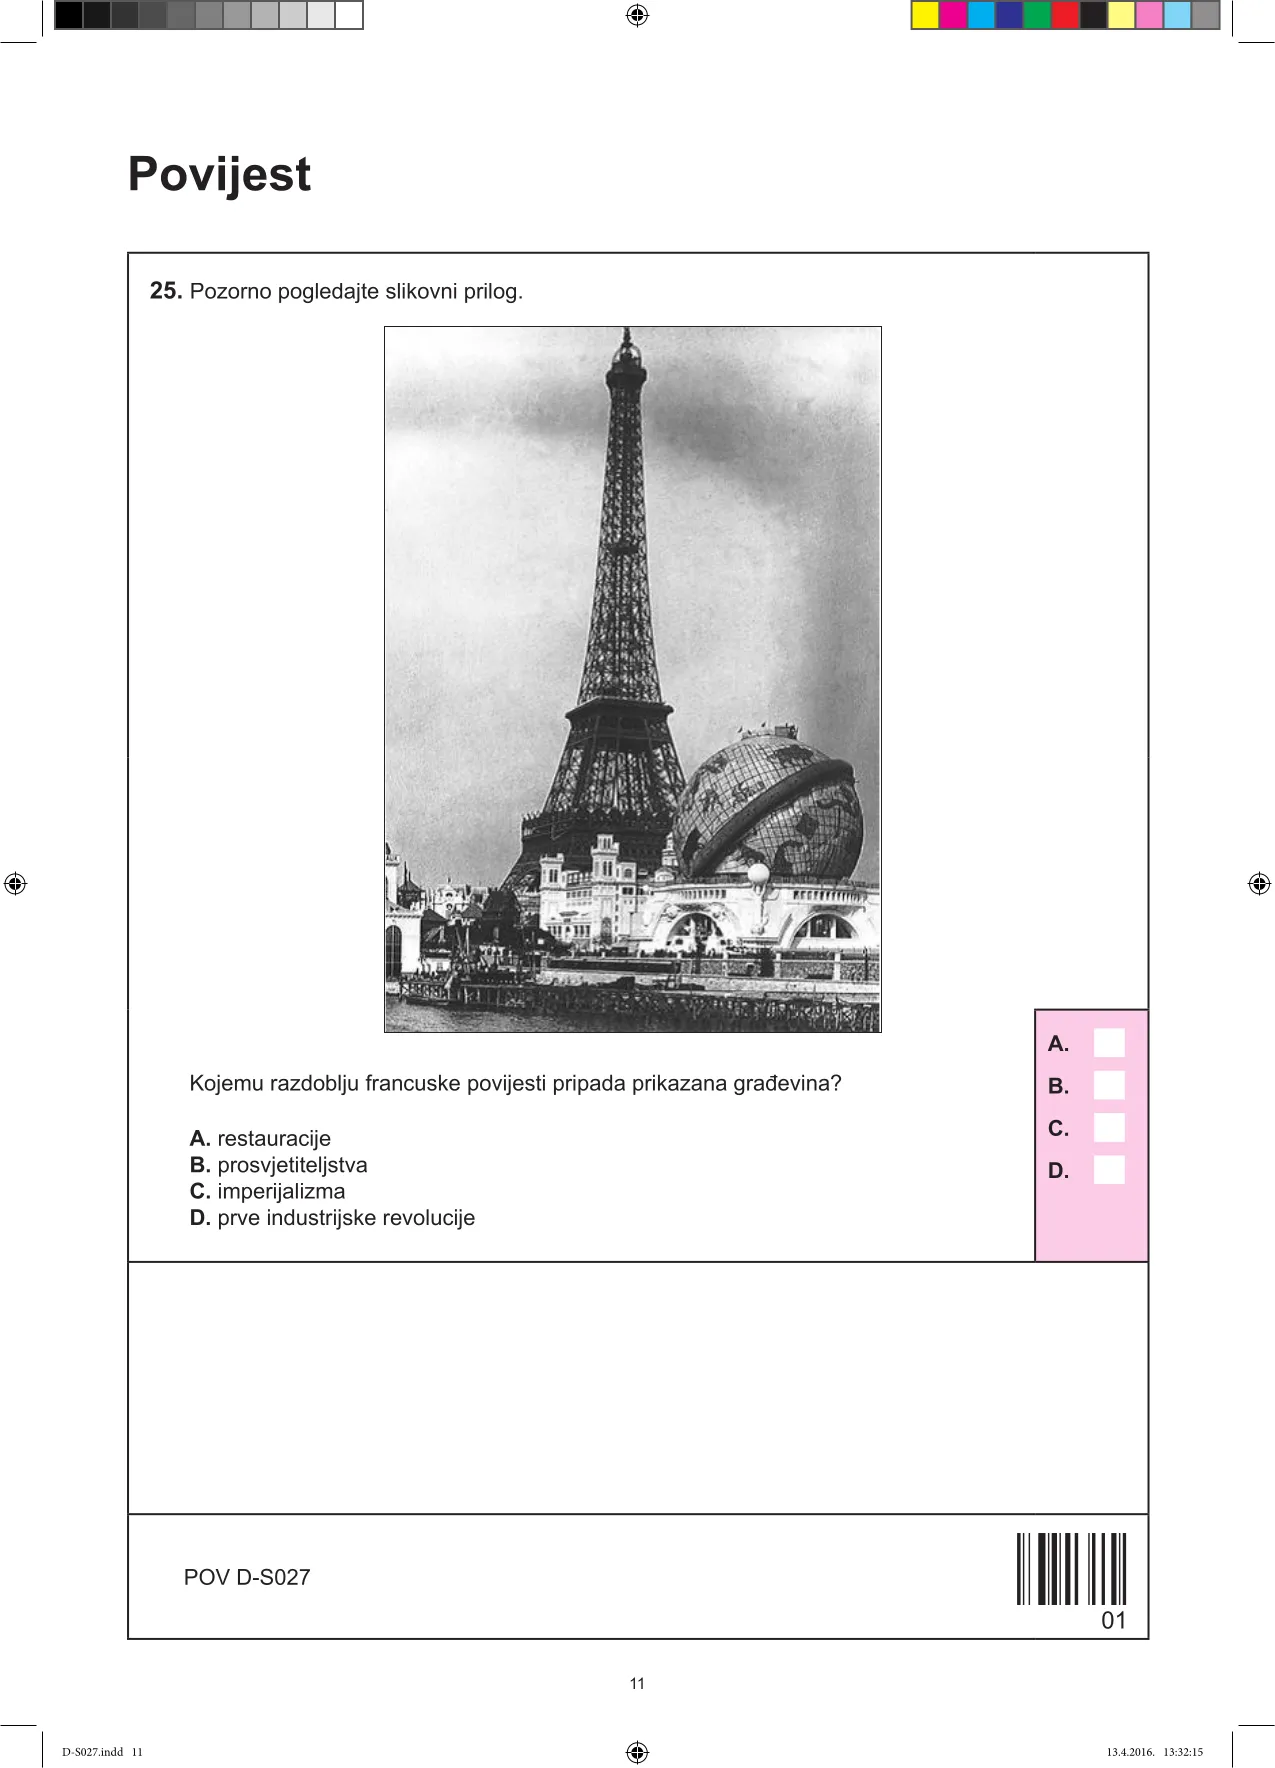 Povijest
25. Pozorno pogledajte slikovni prilog.
Kojemu razdoblju francuske povijesti pripada prikazana građevina?
A. restauracije
B. prosvjetiteljstva
C. imperijalizma
D. prve industrijske revolucije
A.
B.
C.
D.
POV D-S027
01
11
D-S027.indd 11
13.4.2016. 13:32:15